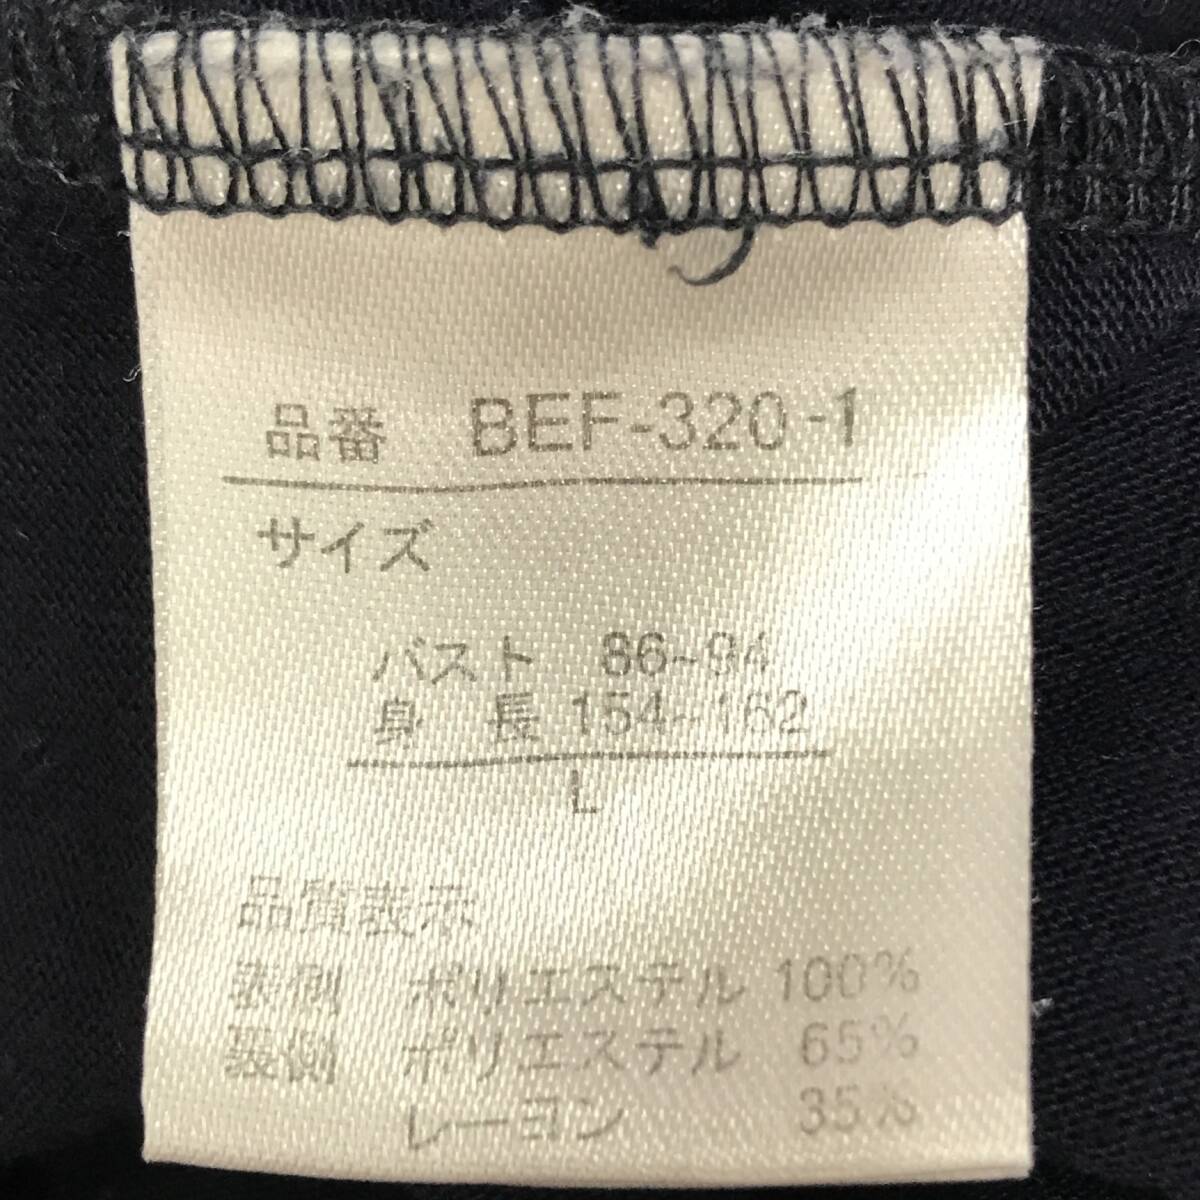 品番 BEF-320-1
サイズ
バスト 86~94
身 長 154~162
L
品質表示
表側 ポリエステル 100%
裏側 ポリエステル 65%
レーヨン 35%